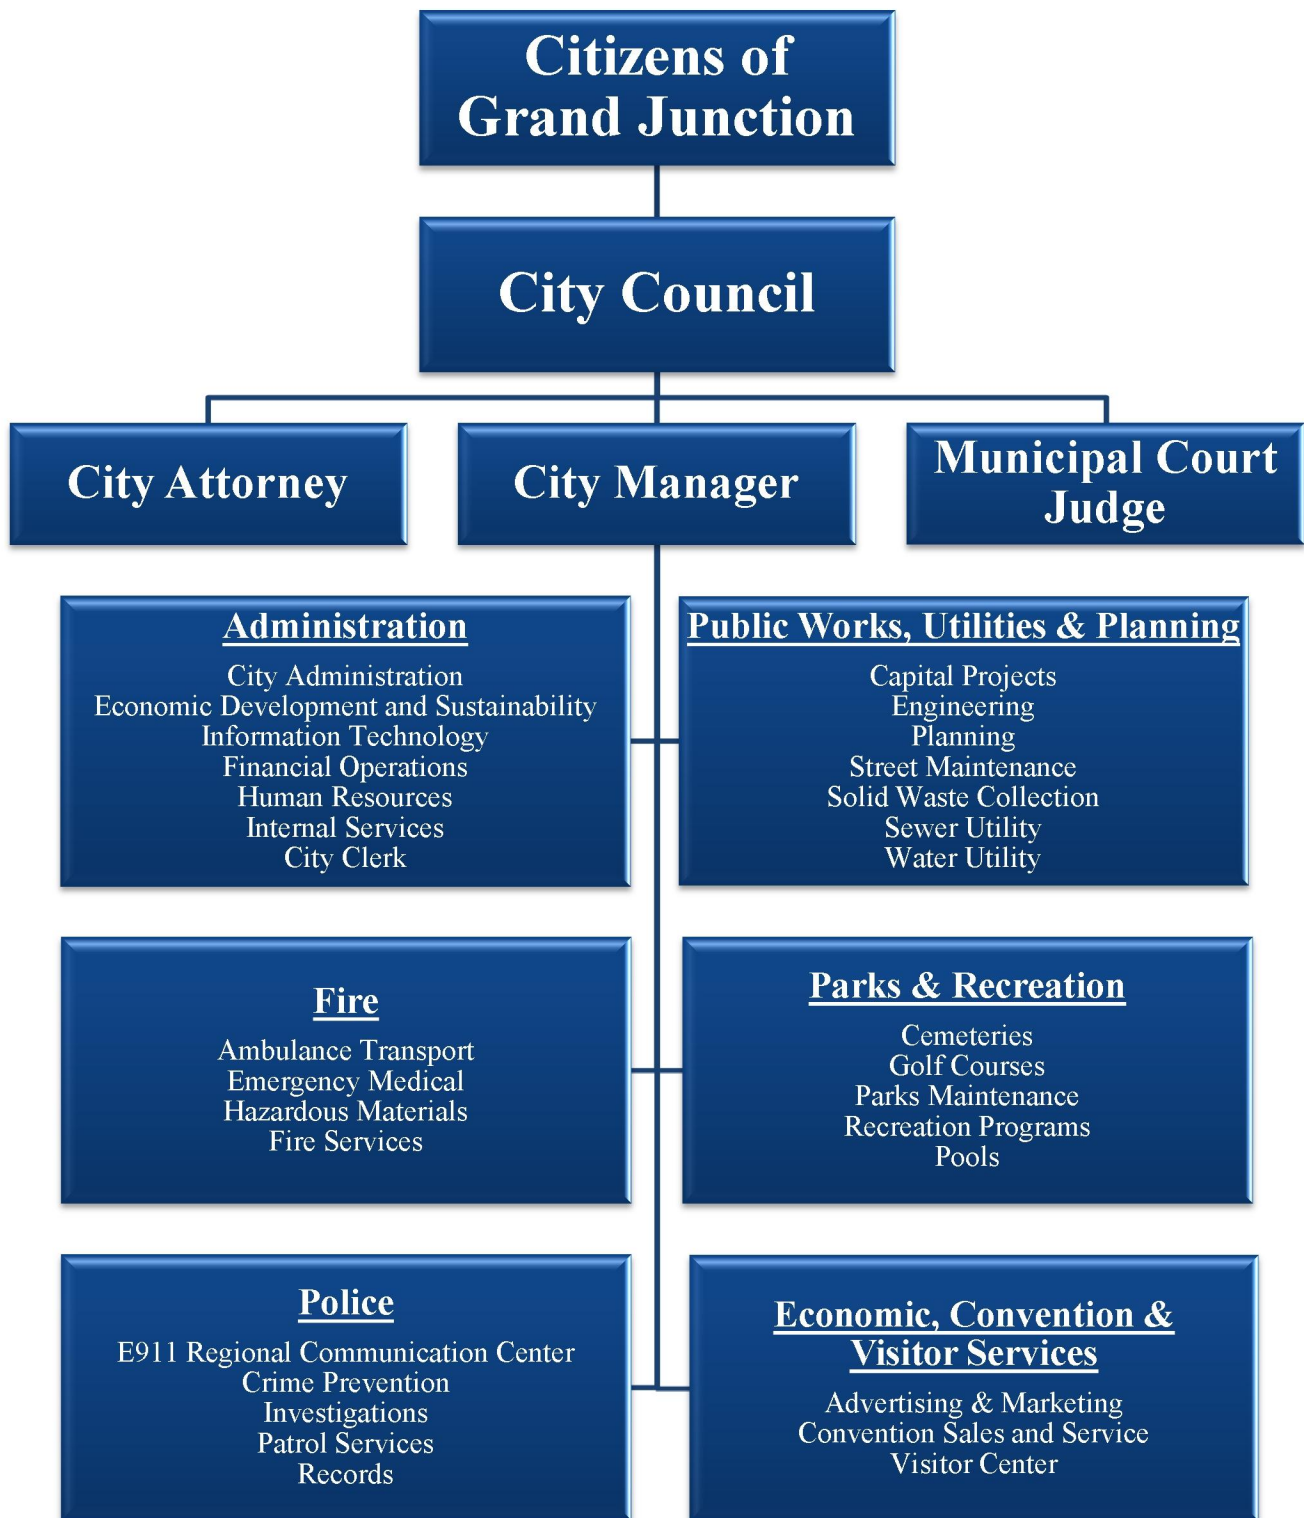 Citizens of
Grand Junction
City Council
City Attorney
City Manager
Municipal Court
Judge
Administration
City Administration
Economic Development and Sustainability
Information Technology
Financial Operations
Human Resources
Internal Services
City Clerk
Public Works, Utilities & Planning
Capital Projects
Engineering
Planning
Street Maintenance
Solid Waste Collection
Sewer Utility
Water Utility
Fire
Ambulance Transport
Emergency Medical
Hazardous Materials
Fire Services
Parks & Recreation
Cemeteries
Golf Courses
Parks Maintenance
Recreation Programs
Pools
Police
E911 Regional Communication Center
Crime Prevention
Investigations
Patrol Services
Records
Economic, Convention &
Visitor Services
Advertising & Marketing
Convention Sales and Service
Visitor Center